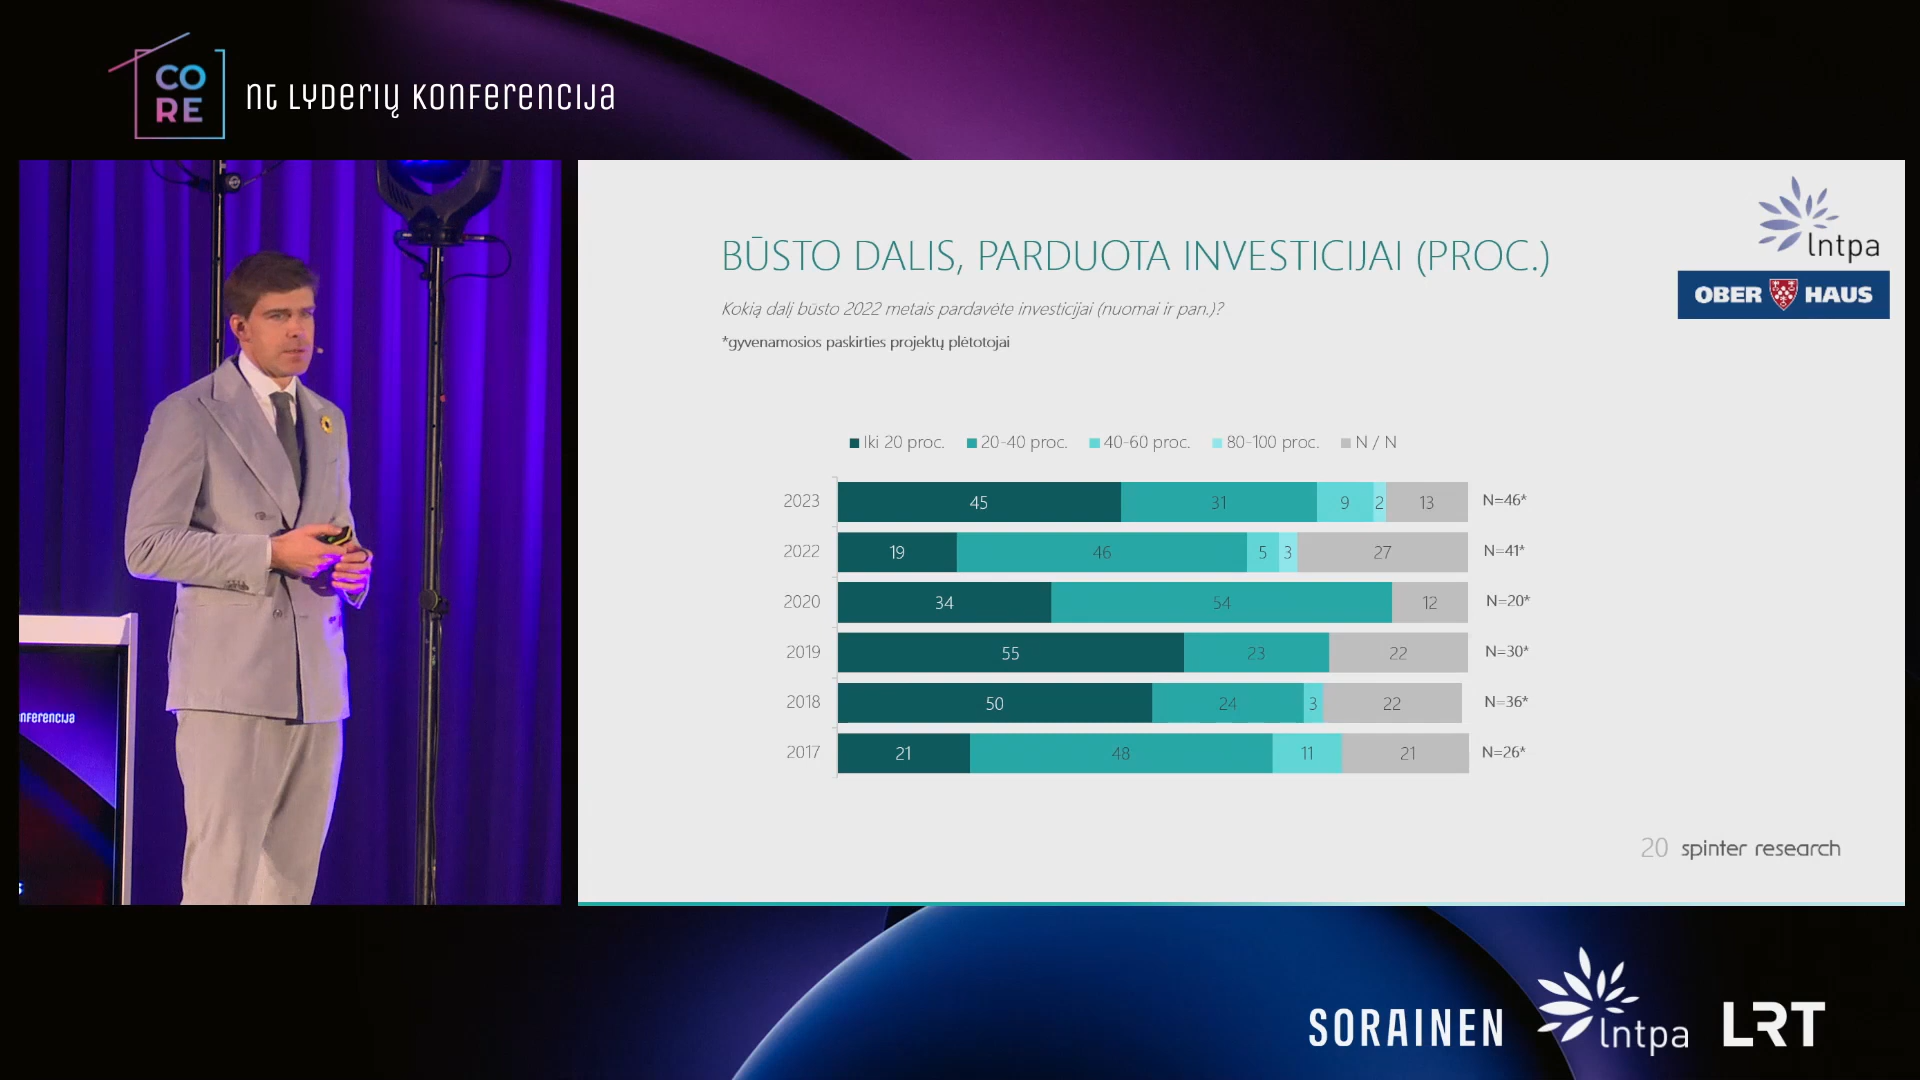 CO
RE
nt Lyderių Konferencija
nferencija
lntpa
OBER HAUS
BŪSTO DALIS, PARDUOTA INVESTICIJAI (PROC.)
Kokią dalį būsto 2022 metais pardavėte investicijai (nuomai ir pan.)?
*gyvenamosios paskirties projektų plėtotojai
Iki 20 proc. 20-40 proc. 40-60 proc. 80-100 proc. N / N
2023 45 31 9 2 13 N=46*
2022 19 46 5 3 27 N=41*
2020 34 54 12 N=20*
2019 55 23 22 N=30*
2018 50 24 3 22 N=36*
2017 21 48 11 21 N=26*
20 spinter research
SORAINEN lntpa LRT